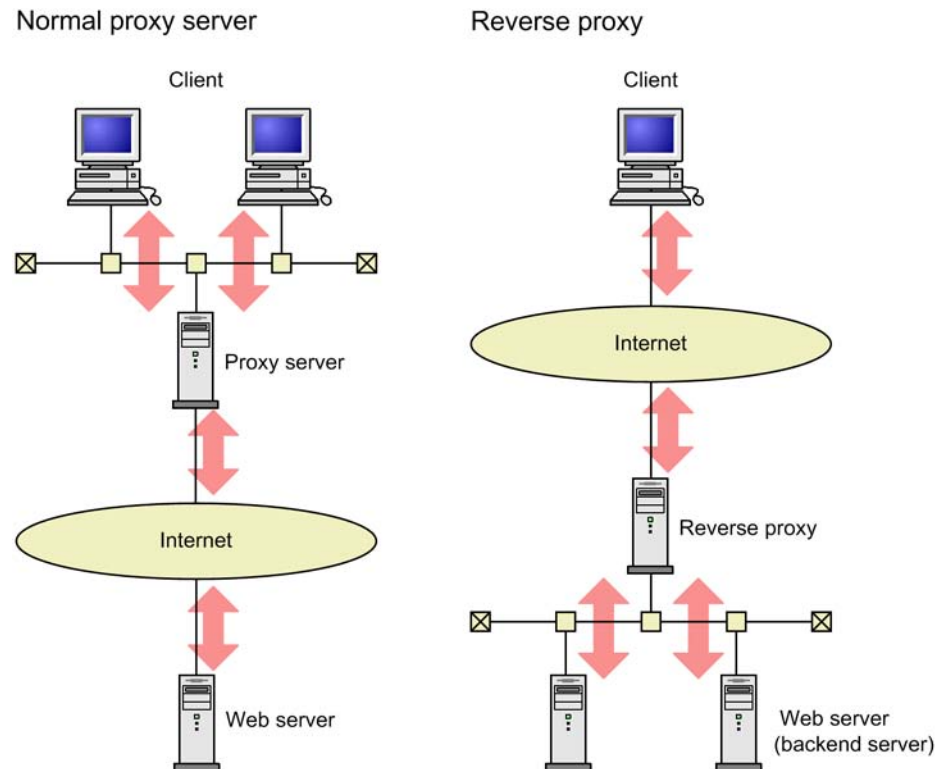 Normal proxy server
Client
Proxy server
Internet
Web server
Reverse proxy
Client
Internet
Reverse proxy
Web server
(backend server)